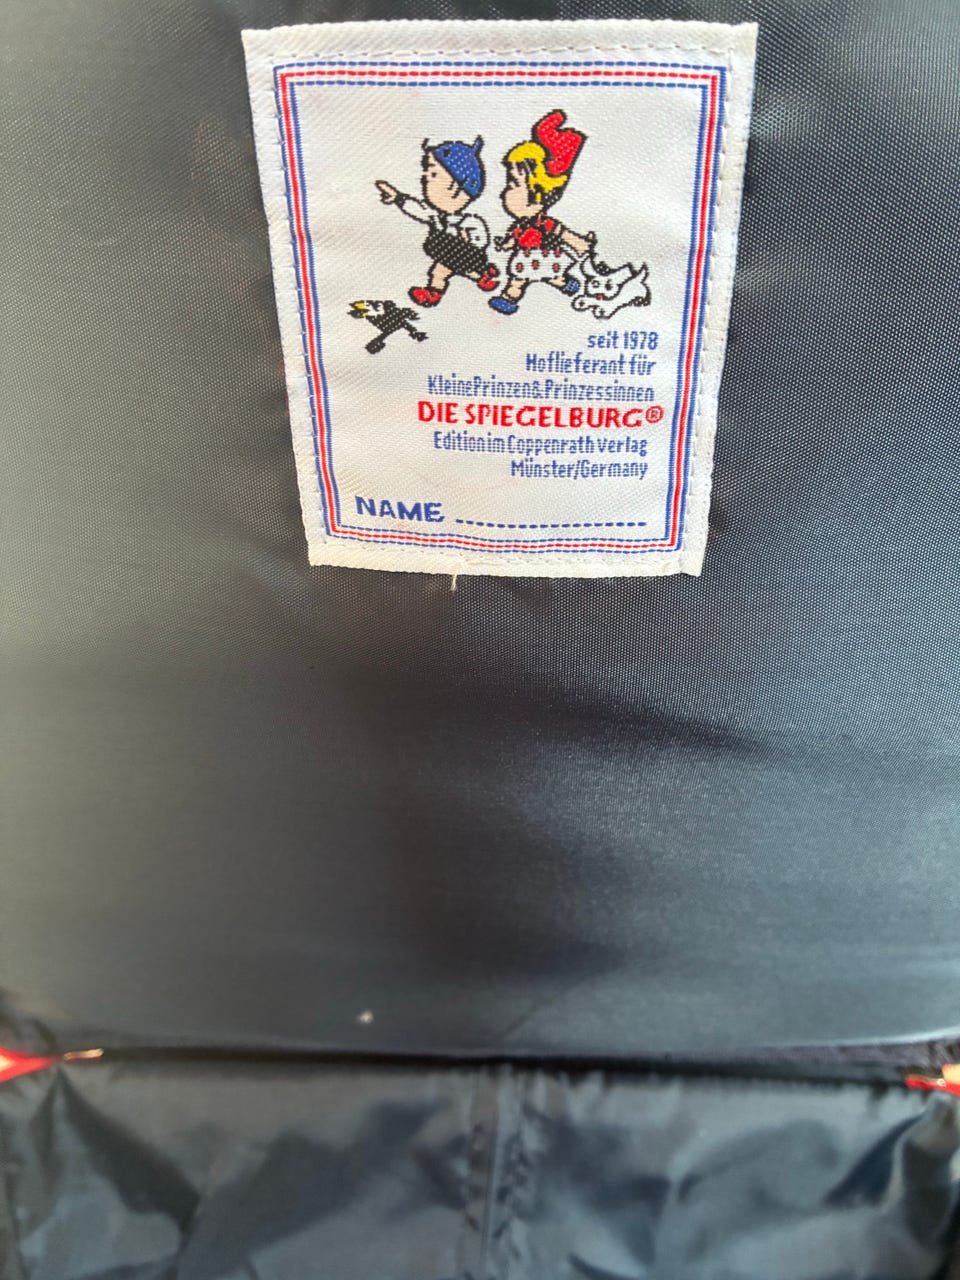 seit 1978
Hoflieferant für
KleinePrinzen&Prinzessinnen
DIE SPIEGELBURG®
Edition im Coppenrath Verlag
Münster/Germany
NAME